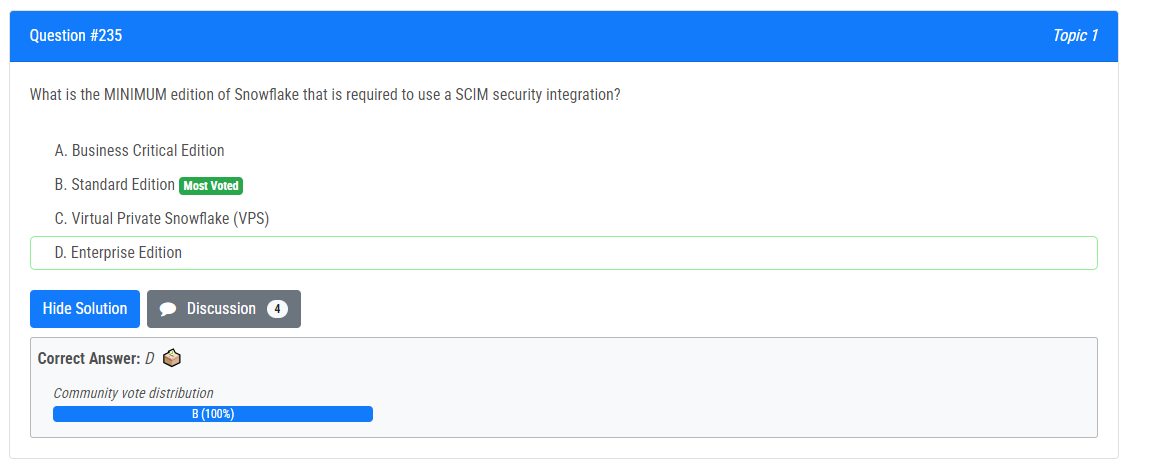 Question #235 Topic 1
What is the MINIMUM edition of Snowflake that is required to use a SCIM security integration?
A. Business Critical Edition
B. Standard Edition Most Voted
C. Virtual Private Snowflake (VPS)
D. Enterprise Edition
Hide Solution Discussion 4
Correct Answer: D
Community vote distribution
B (100%)